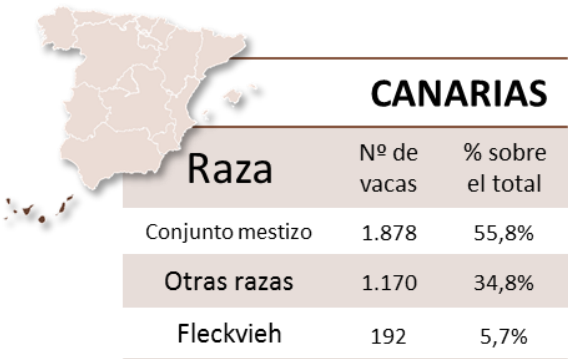 CANARIAS
Raza Nº de vacas % sobre el total
Conjunto mestizo 1.878 55,8%
Otras razas 1.170 34,8%
Fleckvieh 192 5,7%